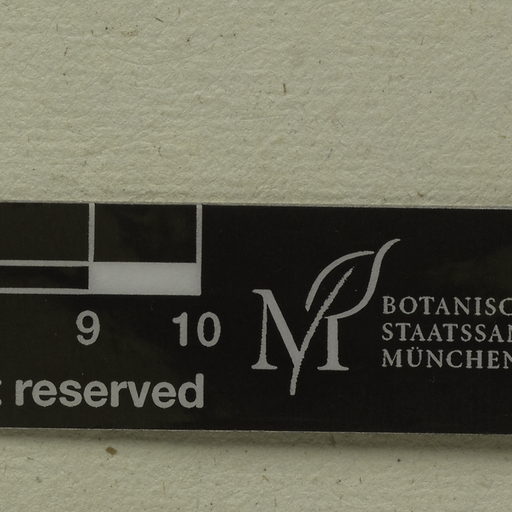 9 10
reserved
M
BOTANISC
STAATSSAM
MÜNCHEN